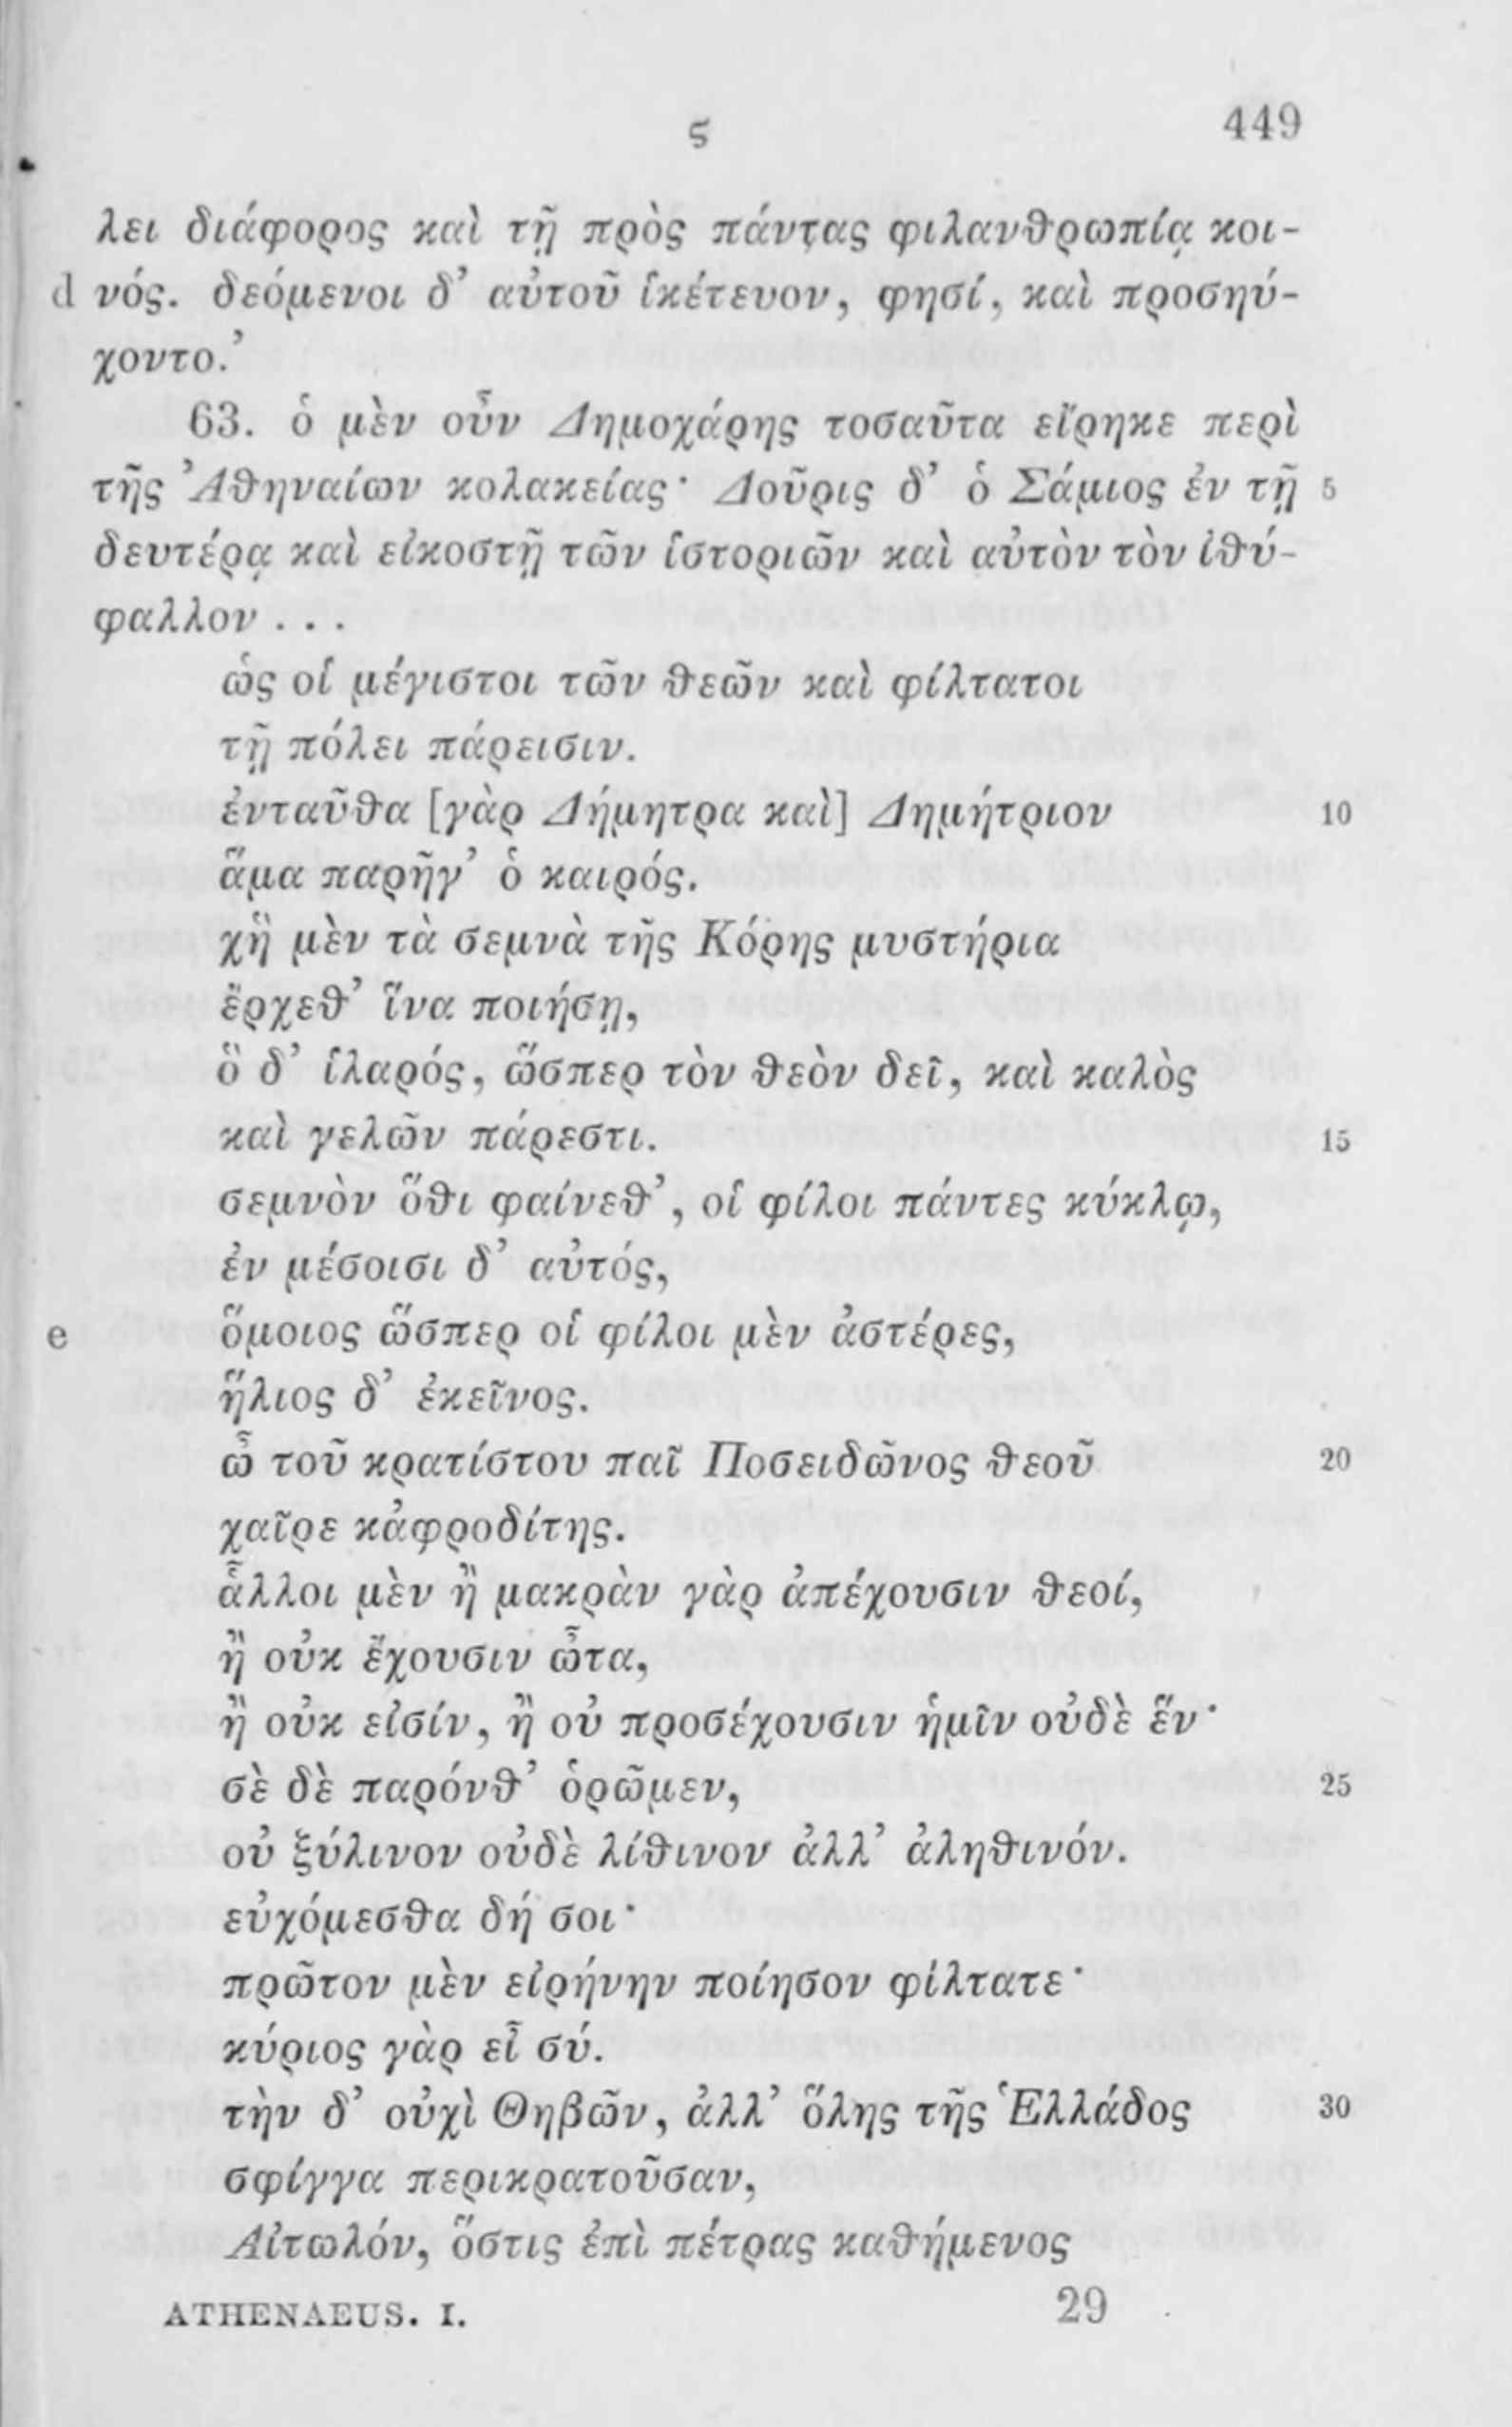 ς 449
λει διάφορος καὶ τῇ πρὸς πάντας φιλανθρωπίᾳ κοι-
d νός. δεόμενοι δ’ αὐτοῦ ἱκέτευον, φησί, καὶ προσηύ-
χοντο.’
63. ὁ μὲν οὖν Δημοχάρης τοσαῦτα εἴρηκε περὶ
τῆς Ἀθηναίων κολακείας· Δοῦρις δ’ ὁ Σάμιος ἐν τῇ 5
δευτέρᾳ καὶ εἰκοστῇ τῶν ἱστοριῶν καὶ αὐτὸν τὸν ἰθύ-
φαλλον ...
ὡς οἱ μέγιστοι τῶν θεῶν καὶ φίλτατοι
τῇ πόλει πάρεισιν.
ἐνταῦθα [γὰρ Δήμητρα καὶ] Δημήτριον 10
ἅμα παρῆγ’ ὁ καιρός.
χἣ μὲν τὰ σεμνὰ τῆς Κόρης μυστήρια
ἔρχεθ’ ἵνα ποιήσῃ,
ὃ δ’ ἱλαρός, ὥσπερ τὸν θεὸν δεῖ, καὶ καλὸς
καὶ γελῶν πάρεστι. 15
σεμνὸν ὅθι φαίνεθ’, οἱ φίλοι πάντες κύκλῳ,
ἐν μέσοισι δ’ αὐτός,
e ὅμοιος ὥσπερ οἱ φίλοι μὲν ἀστέρες,
ἥλιος δ’ ἐκεῖνος.
ὦ τοῦ κρατίστου παῖ Ποσειδῶνος θεοῦ 20
χαῖρε κἀφροδίτης.
ἆλλοι μὲν ἢ μακρὰν γὰρ ἀπέχουσιν θεοί,
ἢ οὐκ ἔχουσιν ὦτα,
ἢ οὐκ εἰσίν, ἢ οὐ προσέχουσιν ἡμῖν οὐδὲ ἕν·
σὲ δὲ παρόνθ’ ὁρῶμεν, 25
οὐ ξύλινον οὐδὲ λίθινον ἀλλ’ ἀληθινόν.
εὐχόμεσθα δή σοι·
πρῶτον μὲν εἰρήνην ποίησον φίλτατε·
κύριος γὰρ εἶ σύ.
τὴν δ’ οὐχὶ Θηβῶν, ἀλλ’ ὅλης τῆς Ἑλλάδος 30
σφίγγα περικρατοῦσαν,
Αἰτωλόν, ὅστις ἐπὶ πέτρας καθήμενος
ATHENAEUS. I. 29